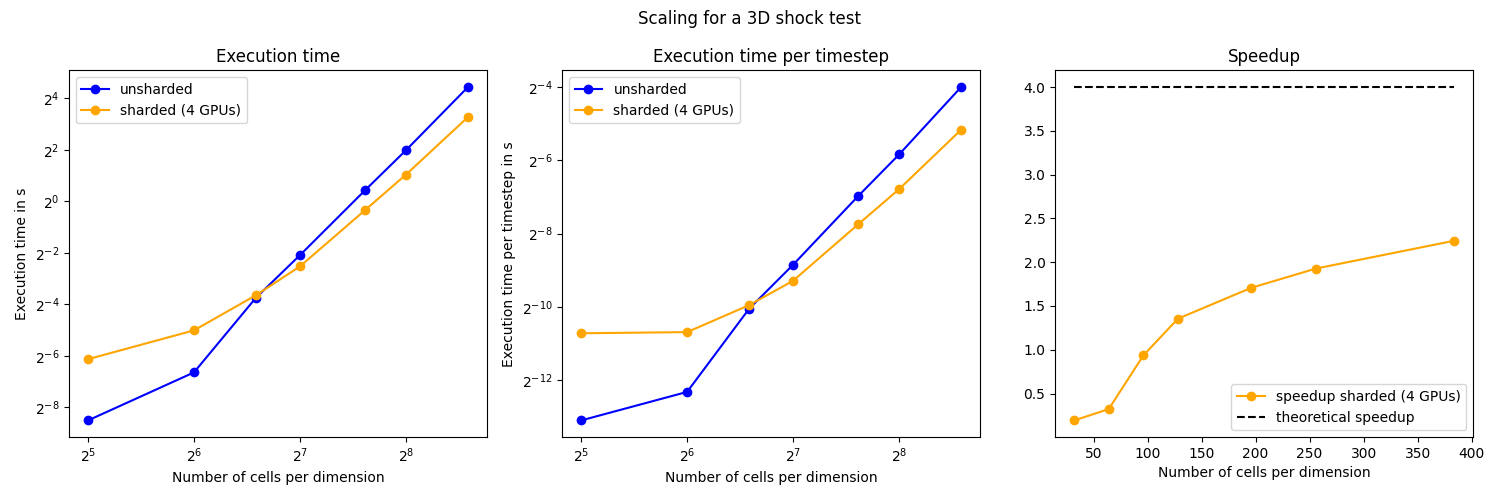 Scaling for a 3D shock test
Execution time
unsharded
sharded (4 GPUs)
2^4
2^2
2^0
2^−2
2^−4
2^−6
2^−8
Execution time in s
2^5
2^6
2^7
2^8
Number of cells per dimension
Execution time per timestep
unsharded
sharded (4 GPUs)
2^−4
2^−6
2^−8
2^−10
2^−12
Execution time per timestep in s
2^5
2^6
2^7
2^8
Number of cells per dimension
Speedup
4.0
3.5
3.0
2.5
2.0
1.5
1.0
0.5
speedup sharded (4 GPUs)
theoretical speedup
50
100
150
200
250
300
350
400
Number of cells per dimension